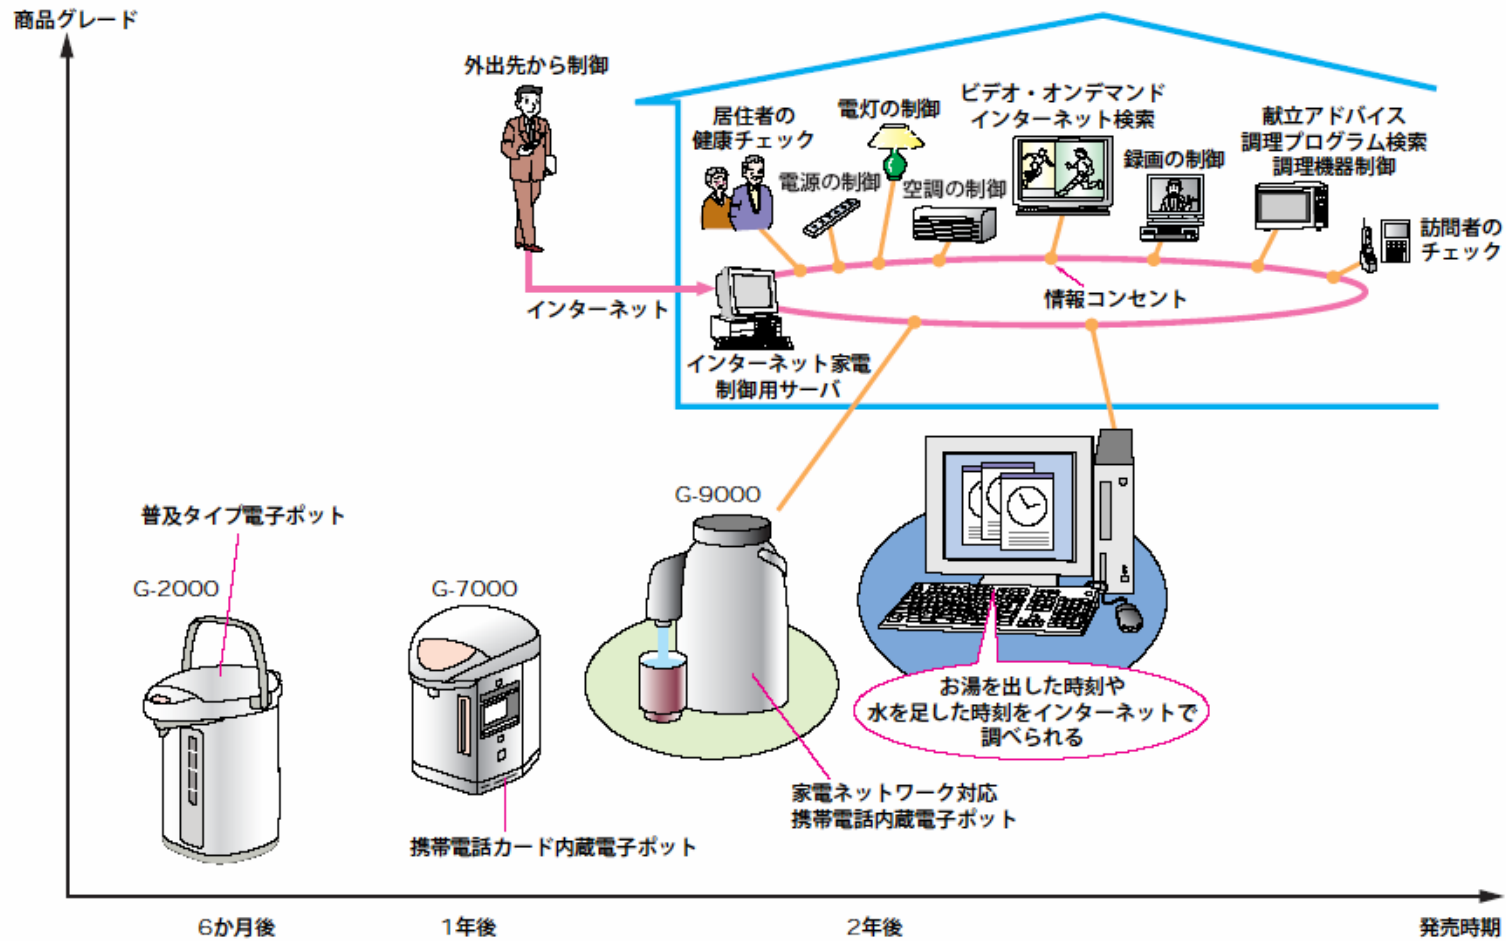 商品グレード
外出先から制御
居住者の
健康チェック
電灯の制御
ビデオ・オンデマンド
インターネット検索
献立アドバイス
調理プログラム検索
調理機器制御
電源の制御
空調の制御
録画の制御
訪問者の
チェック
インターネット
情報コンセント
インターネット家電
制御用サーバ
G-9000
普及タイプ電子ポット
G-2000
G-7000
お湯を出した時刻や
水を足した時刻をインターネットで
調べられる
家電ネットワーク対応
携帯電話内蔵電子ポット
携帯電話カード内蔵電子ポット
6か月後
1年後
2年後
発売時期